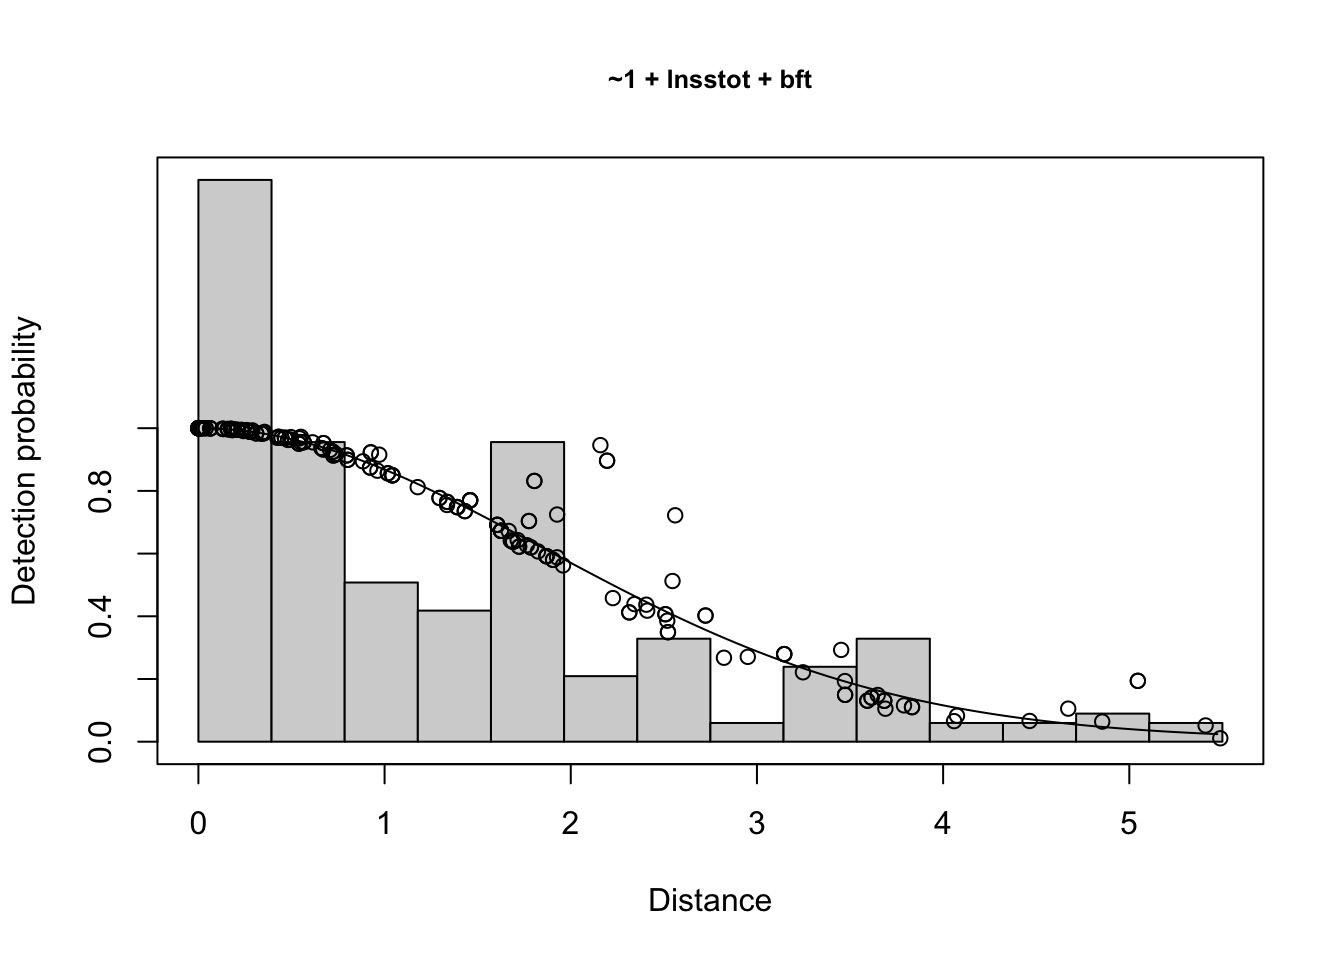 ~1 + lnsstot + bft
Detection probability
0.8
0.4
0.0
0 1 2 3 4 5
Distance